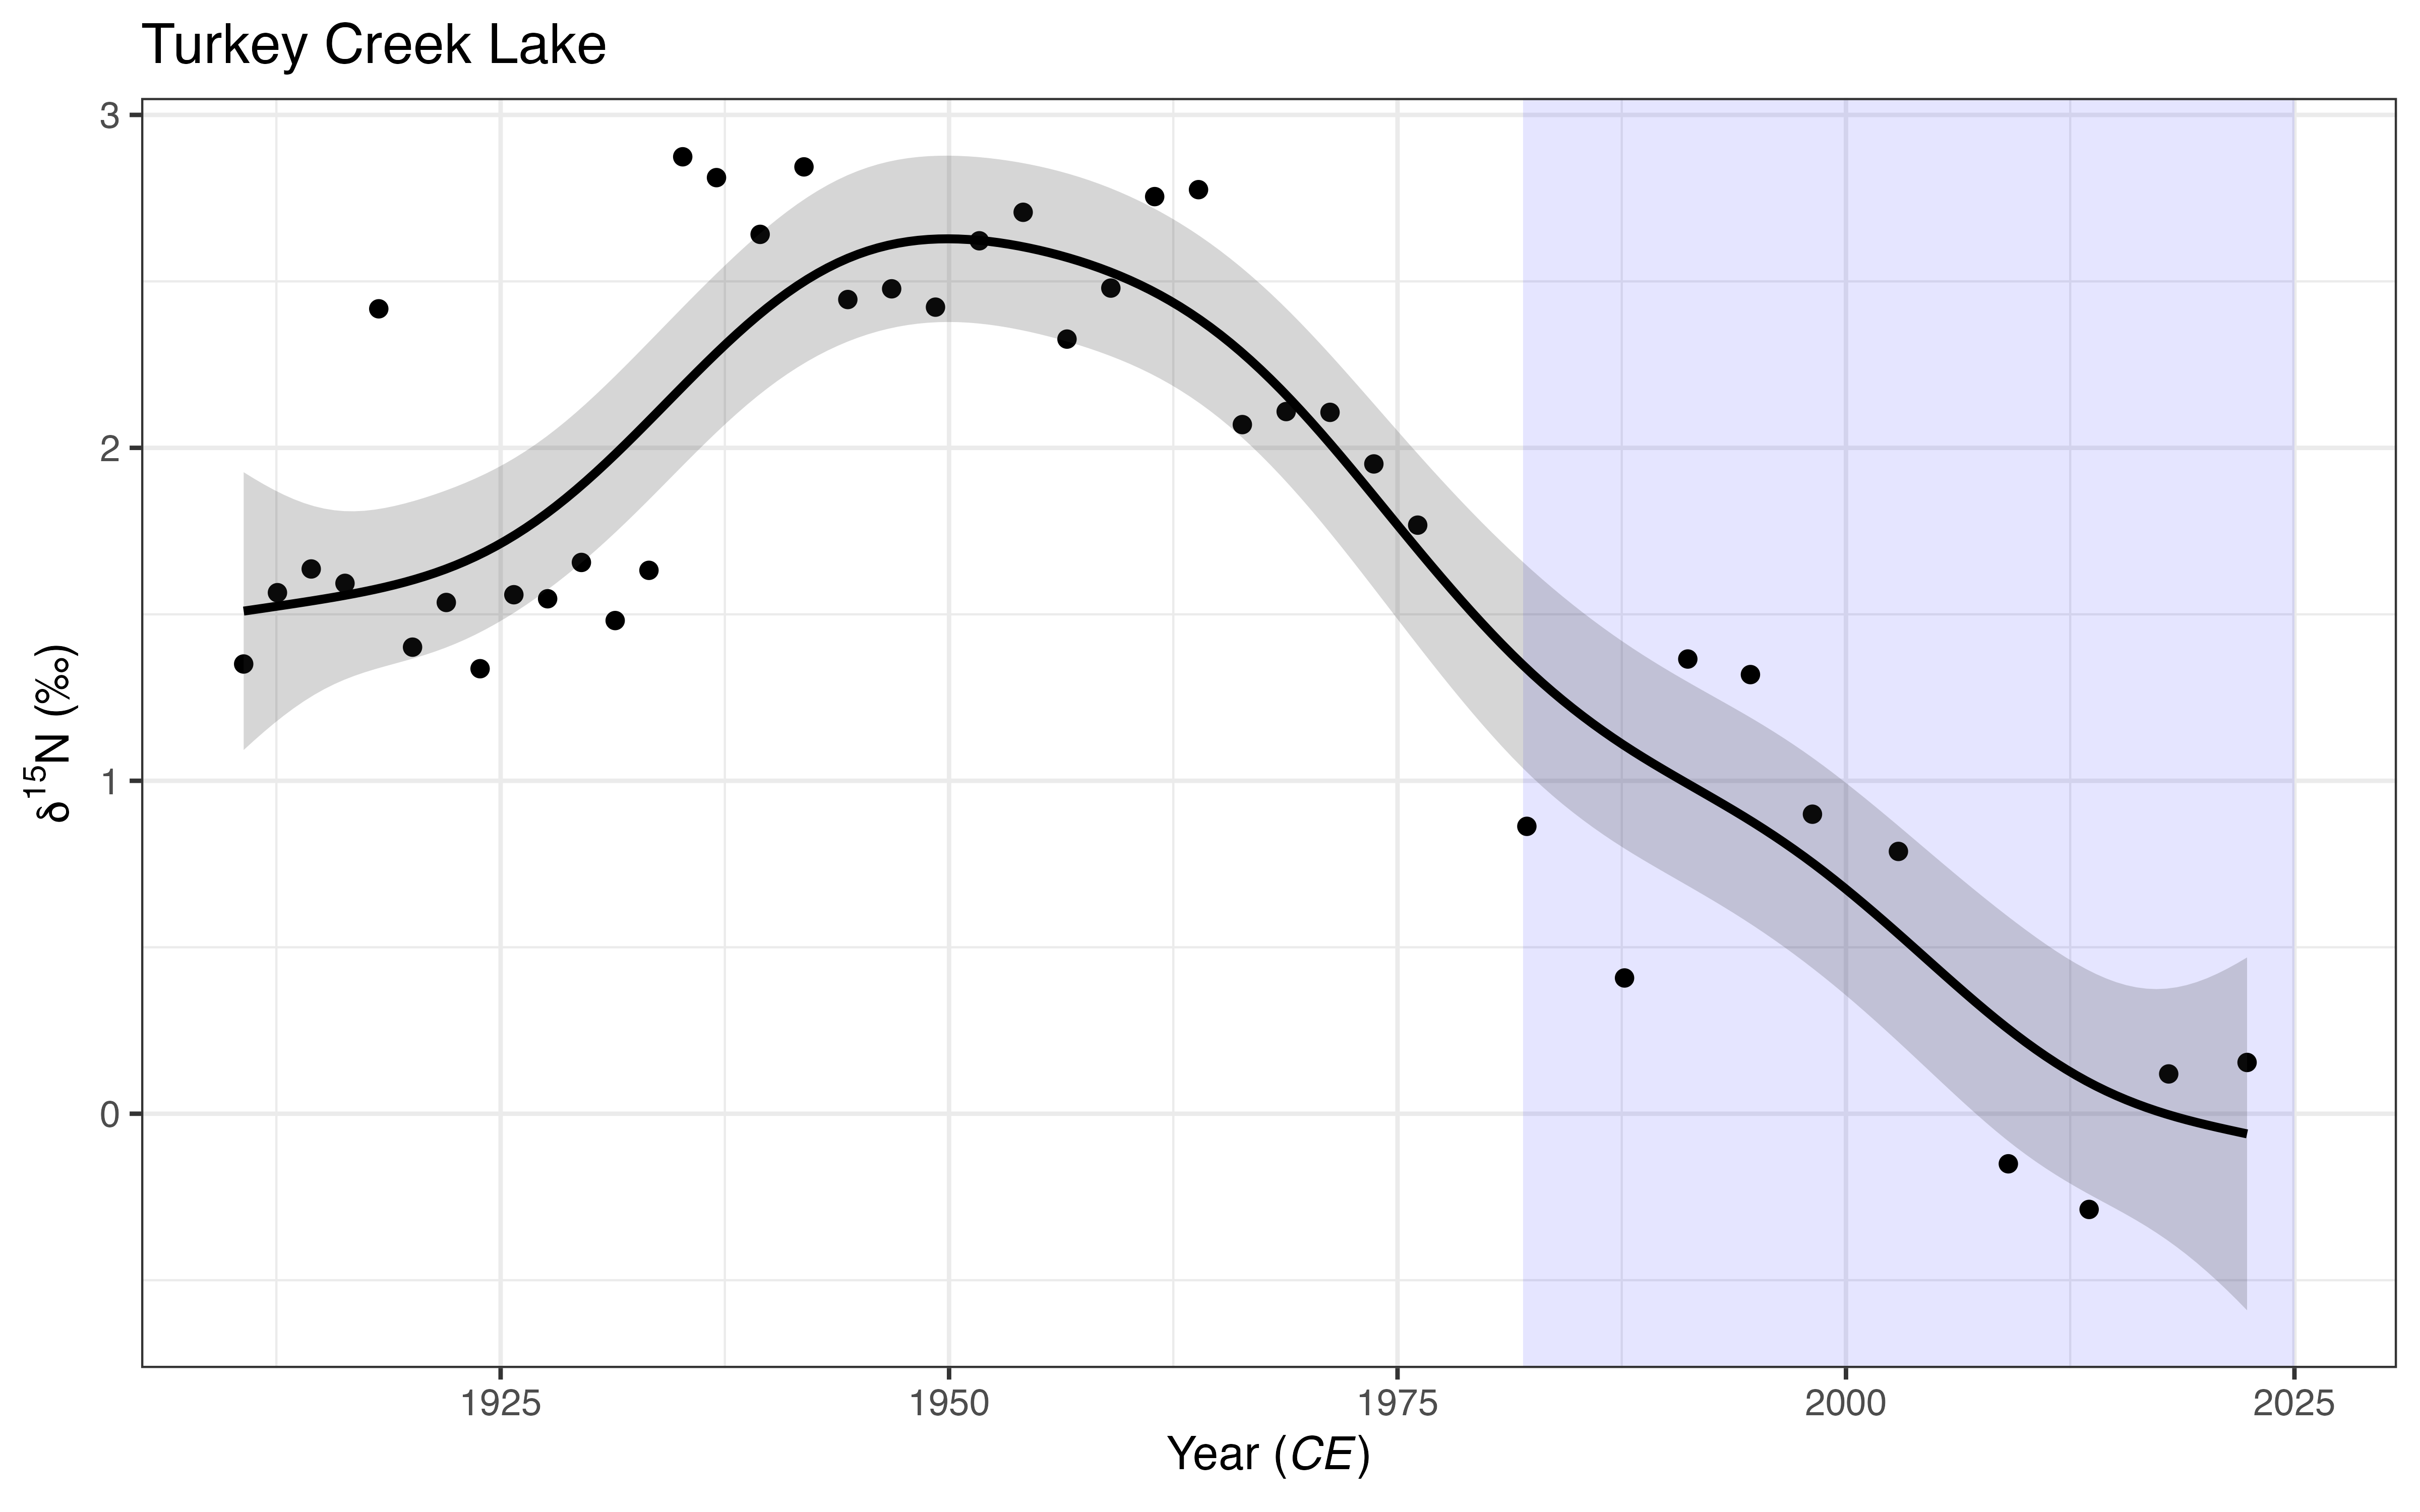 Turkey Creek Lake
3
2
1
0
δ¹⁵N (‰)
1925 1950 1975 2000 2025
Year (CE)